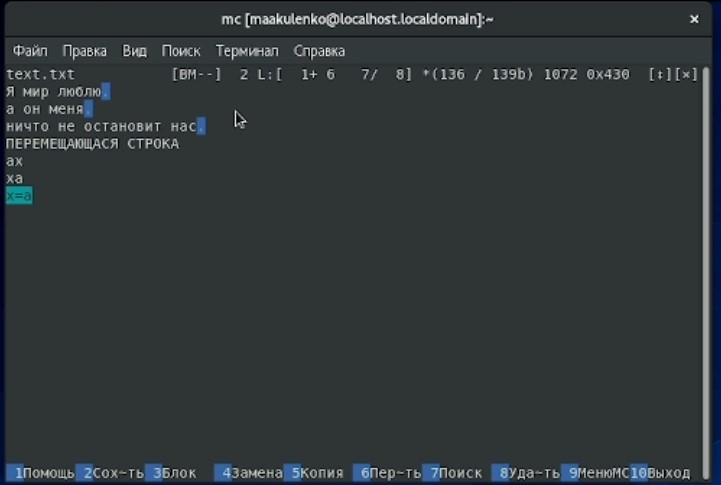 mc [maakulenko@localhost.localdomain]:~ ×
Файл Правка Вид Поиск Терминал Справка
text.txt [BM--] 2 L:[ 1+ 6 7/ 8] *(136 / 139b) 1072 0x430 [↕][×]
Я мир люблю.
а он меня.
ничто не остановит нас.
ПЕРЕМЕЩАЮЩАСЯ СТРОКА
ах
ха
х=а
1Помощь 2Сох~ть 3Блок 4Замена 5Копия 6Пер~ть 7Поиск 8Уда~ть 9МенюMC 10Выход